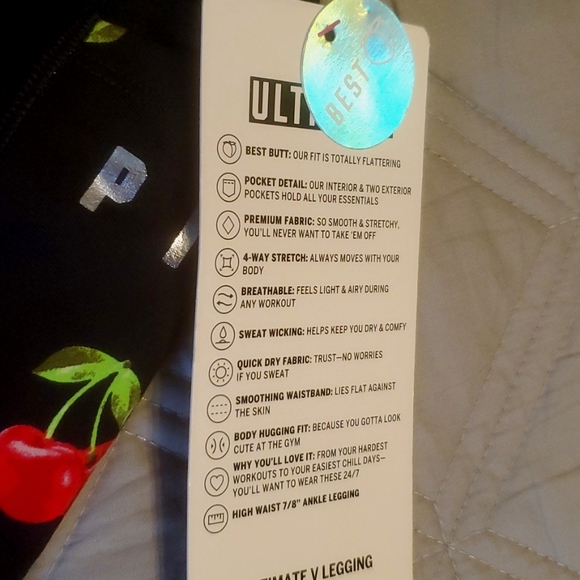 BEST
ULTI
BEST BUTT: OUR FIT IS TOTALLY FLATTERING
POCKET DETAIL: OUR INTERIOR & TWO EXTERIOR
POCKETS HOLD ALL YOUR ESSENTIALS
PREMIUM FABRIC: SO SMOOTH & STRETCHY,
YOU'LL NEVER WANT TO TAKE 'EM OFF
4-WAY STRETCH: ALWAYS MOVES WITH YOUR
BODY
BREATHABLE: FEELS LIGHT & AIRY DURING
ANY WORKOUT
SWEAT WICKING: HELPS KEEP YOU DRY & COMFY
QUICK DRY FABRIC: TRUST—NO WORRIES
IF YOU SWEAT
SMOOTHING WAISTBAND: LIES FLAT AGAINST
THE SKIN
BODY HUGGING FIT: BECAUSE YOU GOTTA LOOK
CUTE AT THE GYM
WHY YOU'LL LOVE IT: FROM YOUR HARDEST
WORKOUTS TO YOUR EASIEST CHILL DAYS—
YOU'LL WANT TO WEAR THESE 24/7
HIGH WAIST 7/8" ANKLE LEGGING
TIMATE V LEGGING
P